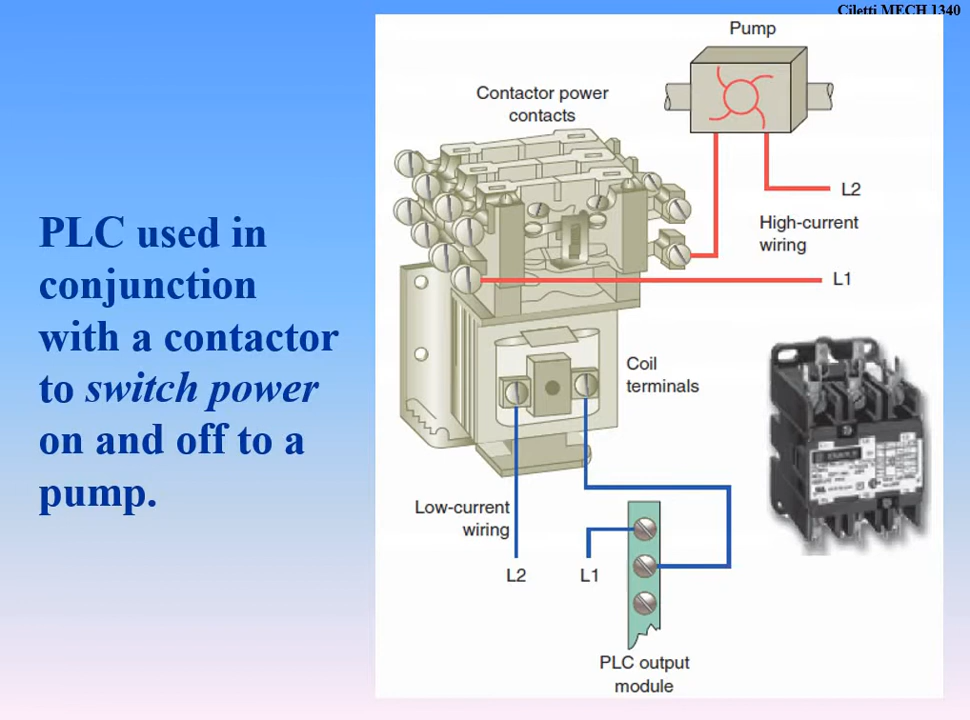 Ciletti MECH 1340
PLC used in
conjunction
with a contactor
to switch power
on and off to a
pump.
Pump
Contactor power
contacts
L2
High-current
wiring
L1
Coil
terminals
Low-current
wiring
L2
L1
PLC output
module